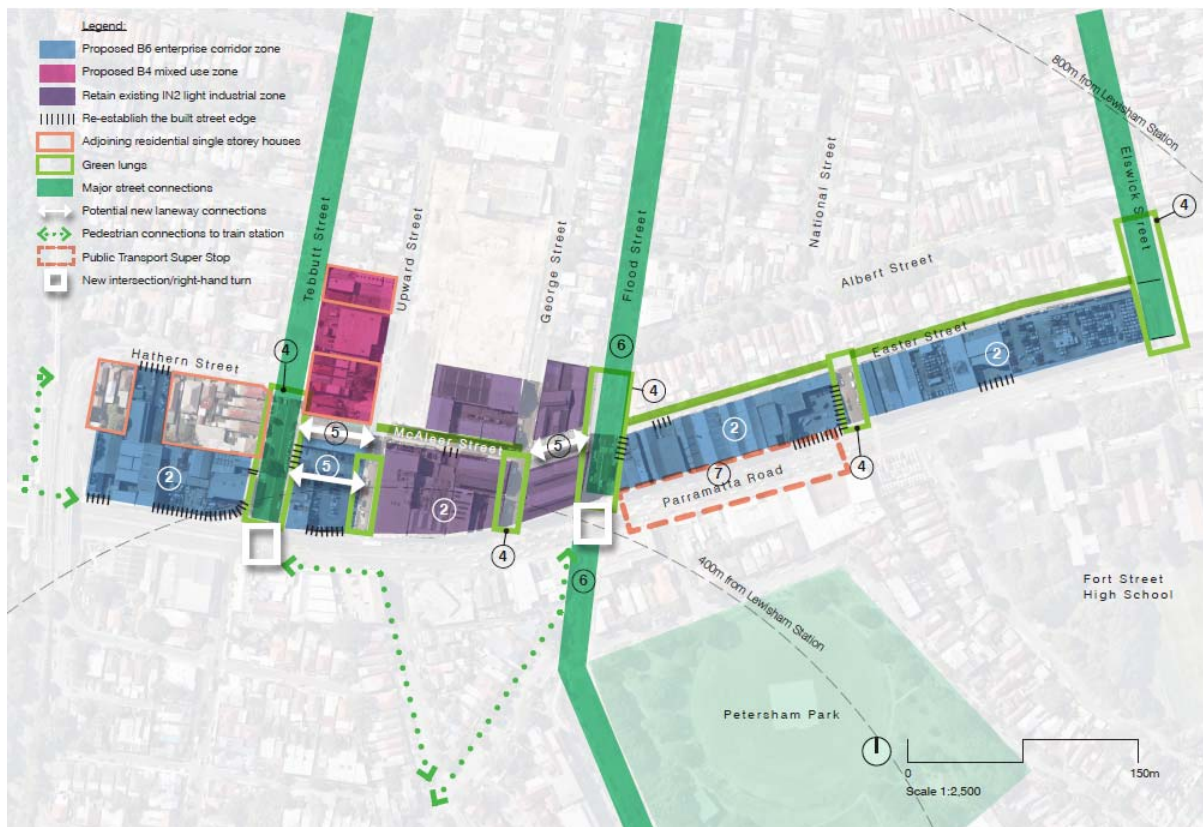 Legend:
Proposed B6 enterprise corridor zone
Proposed B4 mixed use zone
Retain existing IN2 light industrial zone
Re-establish the built street edge
Adjoining residential single storey houses
Green lungs
Major street connections
Potential new laneway connections
Pedestrian connections to train station
Public Transport Super Stop
New intersection/right-hand turn
800m from Lewisham Station
Elswick Street
4
National Street
Albert Street
Flood Street
George Street
Upward Street
Tebbutt Street
Hathern Street
4
6
4
Easter Street
2
5
McAleer Street
5
2
4
2
5
7
Parramatta Road
2
4
6
400m from Lewisham Station
Fort Street
High School
Petersham Park
0
150m
Scale 1:2,500